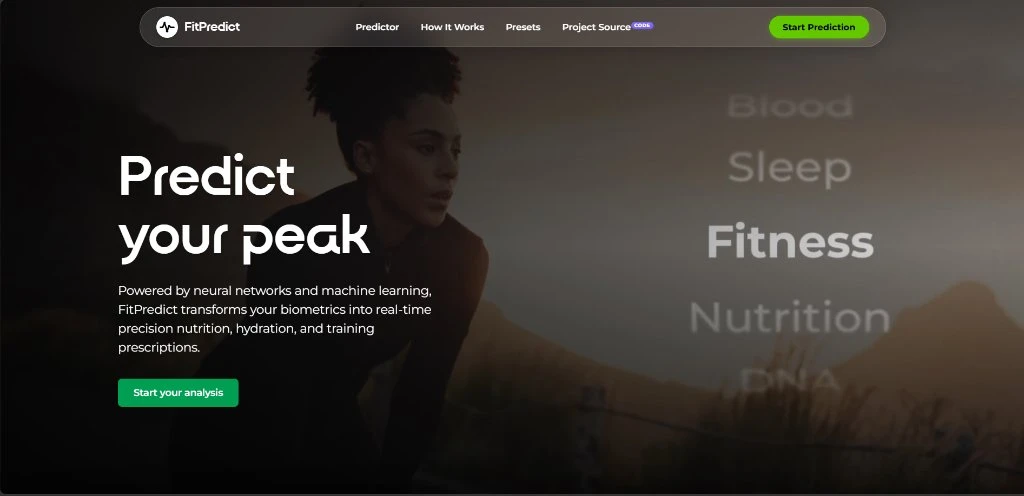 FitPredict
Predictor
How It Works
Presets
Project Source CODE
Start Prediction
Predict
your peak
Powered by neural networks and machine learning,
FitPredict transforms your biometrics into real-time
precision nutrition, hydration, and training
prescriptions.
Start your analysis
Blood
Sleep
Fitness
Nutrition
DNA